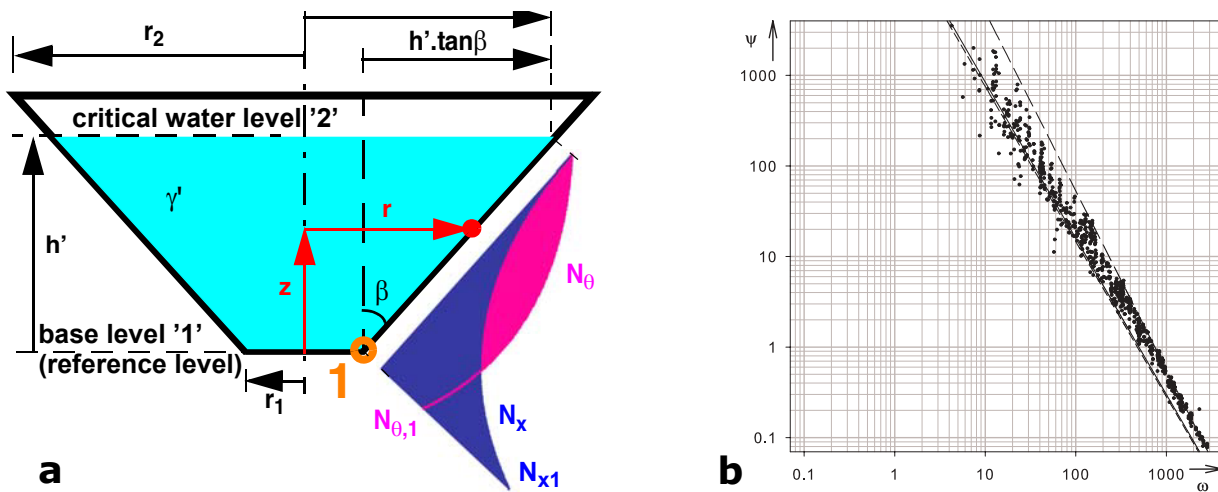 r2
h'.tanβ
critical water level '2'
γ'
r
h'
z
β
Nθ
base level '1'
(reference level)
1
r1
Nθ,1
Nx
Nx1
a
ψ
1000
100
10
1
0.1
0.1 1 10 100 1000
ω
b